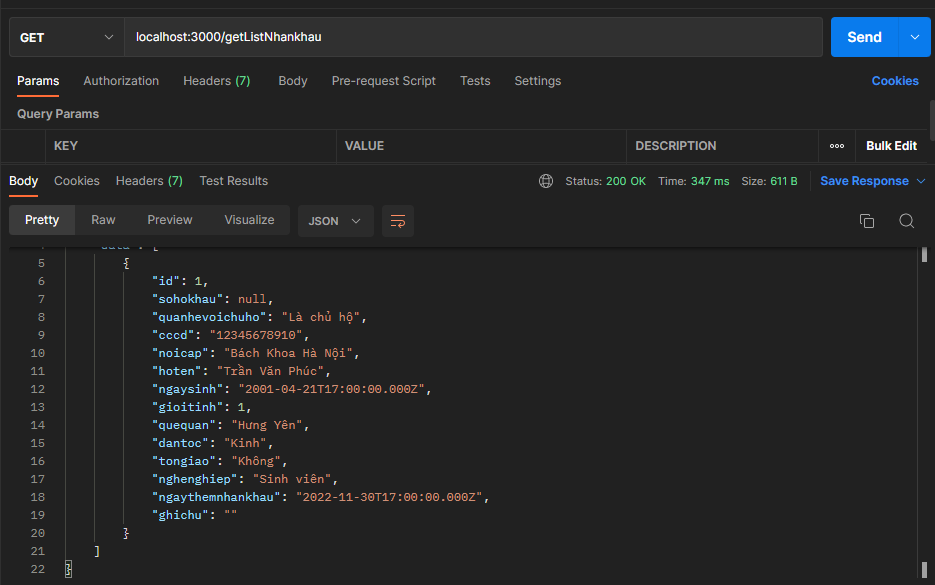 GET localhost:3000/getListNhankhau Send
Params Authorization Headers (7) Body Pre-request Script Tests Settings Cookies
Query Params
KEY VALUE DESCRIPTION ooo Bulk Edit
Body Cookies Headers (7) Test Results Status: 200 OK Time: 347 ms Size: 611 B Save Response
Pretty Raw Preview Visualize JSON
4 "data": [
5 {
6 "id": 1,
7 "sohokhau": null,
8 "quanhevoichuho": "Là chủ hộ",
9 "cccd": "12345678910",
10 "noicap": "Bách Khoa Hà Nội",
11 "hoten": "Trần Văn Phúc",
12 "ngaysinh": "2001-04-21T17:00:00.000Z",
13 "gioitinh": 1,
14 "quequan": "Hưng Yên",
15 "dantoc": "Kinh",
16 "tongiao": "Không",
17 "nghenghiep": "Sinh viên",
18 "ngaythemnhankhau": "2022-11-30T17:00:00.000Z",
19 "ghichu": ""
20 }
21 ]
22 }